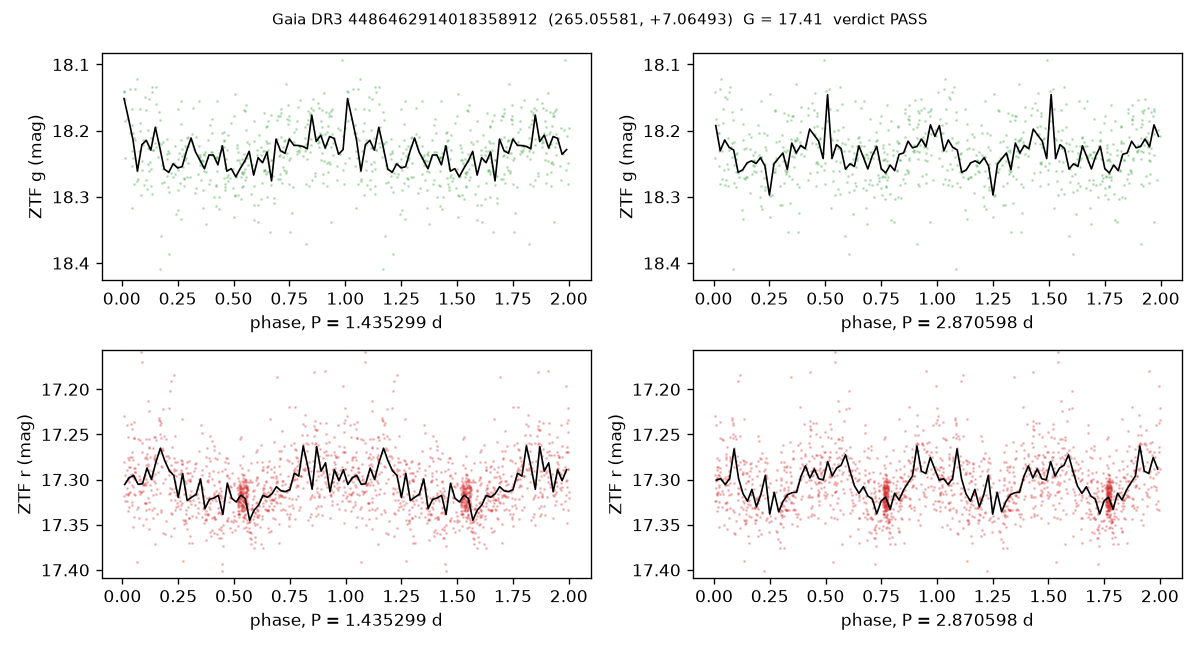 Gaia DR3 4486462914018358912 (265.05581, +7.06493) G = 17.41 verdict PASS
ZTF g (mag)
18.1
18.2
18.3
18.4
0.00 0.25 0.50 0.75 1.00 1.25 1.50 1.75 2.00
phase, P = 1.435299 d
ZTF g (mag)
18.1
18.2
18.3
18.4
0.00 0.25 0.50 0.75 1.00 1.25 1.50 1.75 2.00
phase, P = 2.870598 d
ZTF r (mag)
17.20
17.25
17.30
17.35
17.40
0.00 0.25 0.50 0.75 1.00 1.25 1.50 1.75 2.00
phase, P = 1.435299 d
ZTF r (mag)
17.20
17.25
17.30
17.35
17.40
0.00 0.25 0.50 0.75 1.00 1.25 1.50 1.75 2.00
phase, P = 2.870598 d